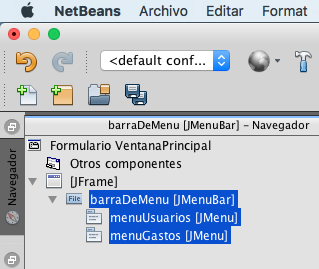 NetBeans Archivo Editar Format
<default conf...
barraDeMenu [JMenuBar] – Navegador
Navegador
Formulario VentanaPrincipal
Otros componentes
[JFrame]
File barraDeMenu [JMenuBar]
menuUsuarios [JMenu]
menuGastos [JMenu]